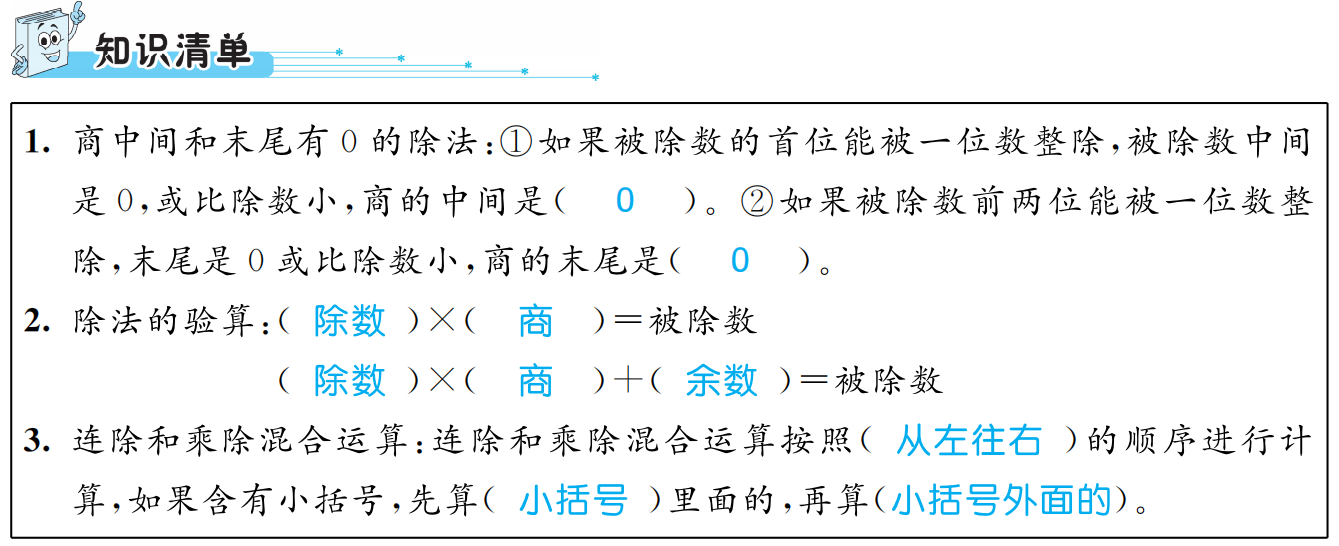 知识清单
1. 商中间和末尾有 0 的除法:①如果被除数的首位能被一位数整除,被除数中间
是 0,或比除数小,商的中间是( 0 )。②如果被除数前两位能被一位数整
除,末尾是 0 或比除数小,商的末尾是( 0 )。
2. 除法的验算:( 除数 )×( 商 )=被除数
( 除数 )×( 商 )+( 余数 )=被除数
3. 连除和乘除混合运算:连除和乘除混合运算按照( 从左往右 )的顺序进行计
算,如果含有小括号,先算( 小括号 )里面的,再算(小括号外面的)。